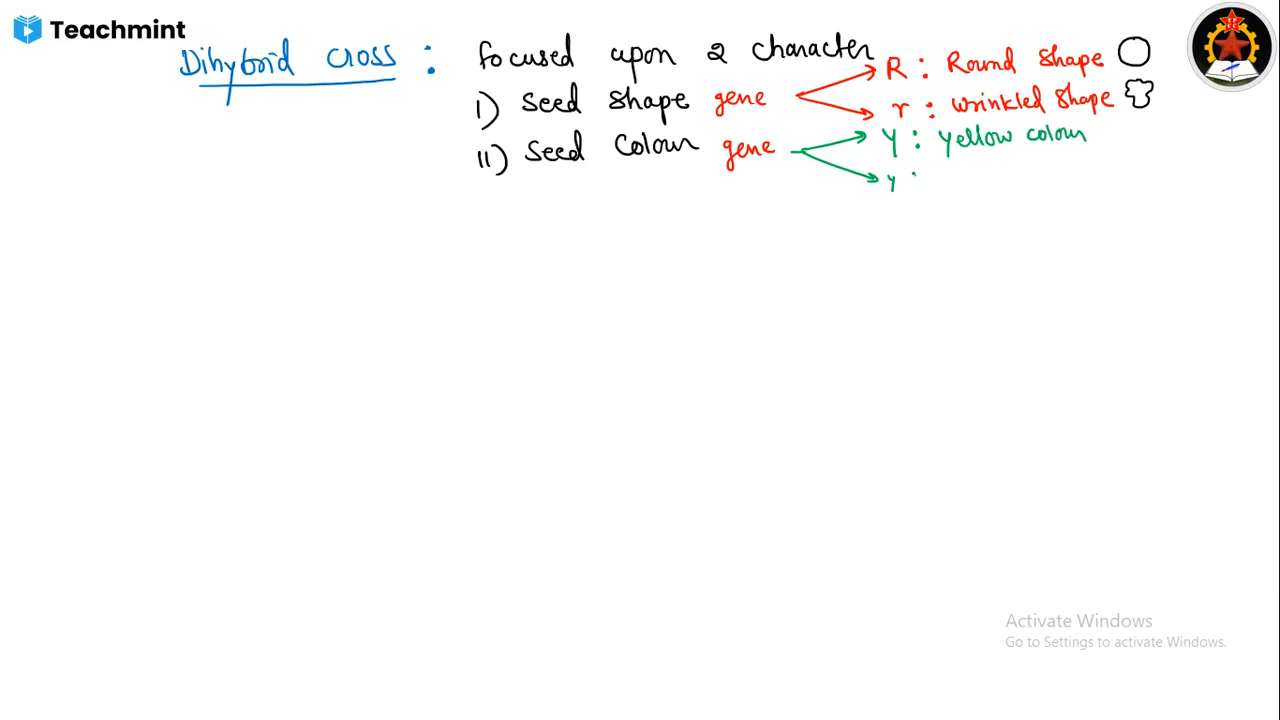 Teachmint
Dihybrid cross : focused upon 2 character
I) seed shape gene R : Round shape
r : wrinkled shape
II) seed colour gene Y : yellow colour
y :
Activate Windows
Go to Settings to activate Windows.